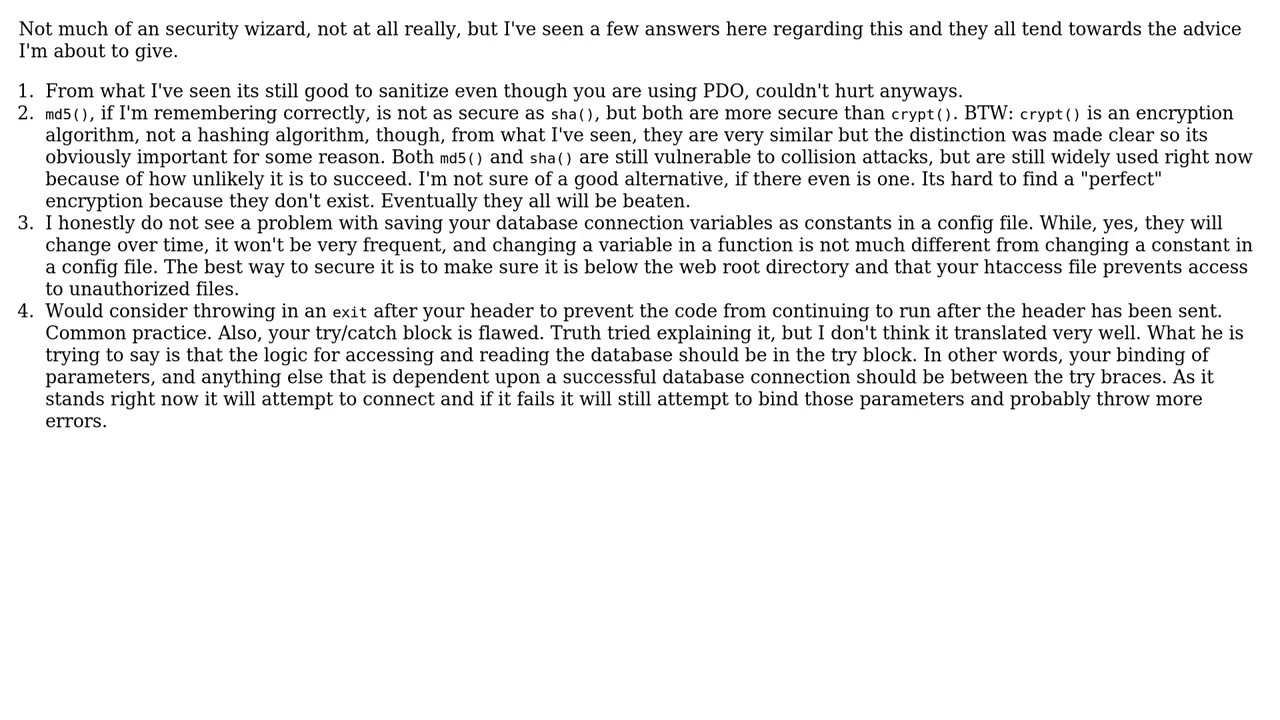 Not much of an security wizard, not at all really, but I've seen a few answers here regarding this and they all tend towards the advice
I'm about to give.
1. From what I've seen its still good to sanitize even though you are using PDO, couldn't hurt anyways.
2. md5(), if I'm remembering correctly, is not as secure as sha(), but both are more secure than crypt(). BTW: crypt() is an encryption
algorithm, not a hashing algorithm, though, from what I've seen, they are very similar but the distinction was made clear so its
obviously important for some reason. Both md5() and sha() are still vulnerable to collision attacks, but are still widely used right now
because of how unlikely it is to succeed. I'm not sure of a good alternative, if there even is one. Its hard to find a "perfect"
encryption because they don't exist. Eventually they all will be beaten.
3. I honestly do not see a problem with saving your database connection variables as constants in a config file. While, yes, they will
change over time, it won't be very frequent, and changing a variable in a function is not much different from changing a constant in
a config file. The best way to secure it is to make sure it is below the web root directory and that your htaccess file prevents access
to unauthorized files.
4. Would consider throwing in an exit after your header to prevent the code from continuing to run after the header has been sent.
Common practice. Also, your try/catch block is flawed. Truth tried explaining it, but I don't think it translated very well. What he is
trying to say is that the logic for accessing and reading the database should be in the try block. In other words, your binding of
parameters, and anything else that is dependent upon a successful database connection should be between the try braces. As it
stands right now it will attempt to connect and if it fails it will still attempt to bind those parameters and probably throw more
errors.